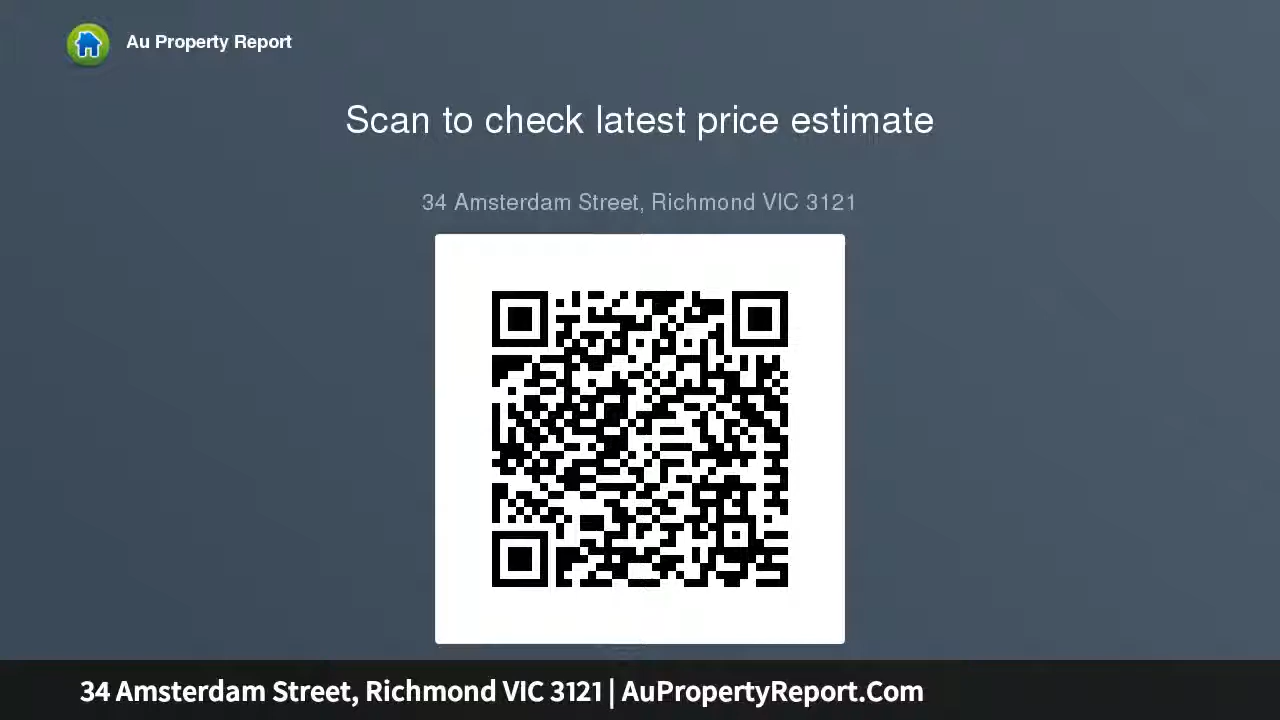 Au Property Report
Scan to check latest price estimate
34 Amsterdam Street, Richmond VIC 3121
34 Amsterdam Street, Richmond VIC 3121 | AuPropertyReport.Com